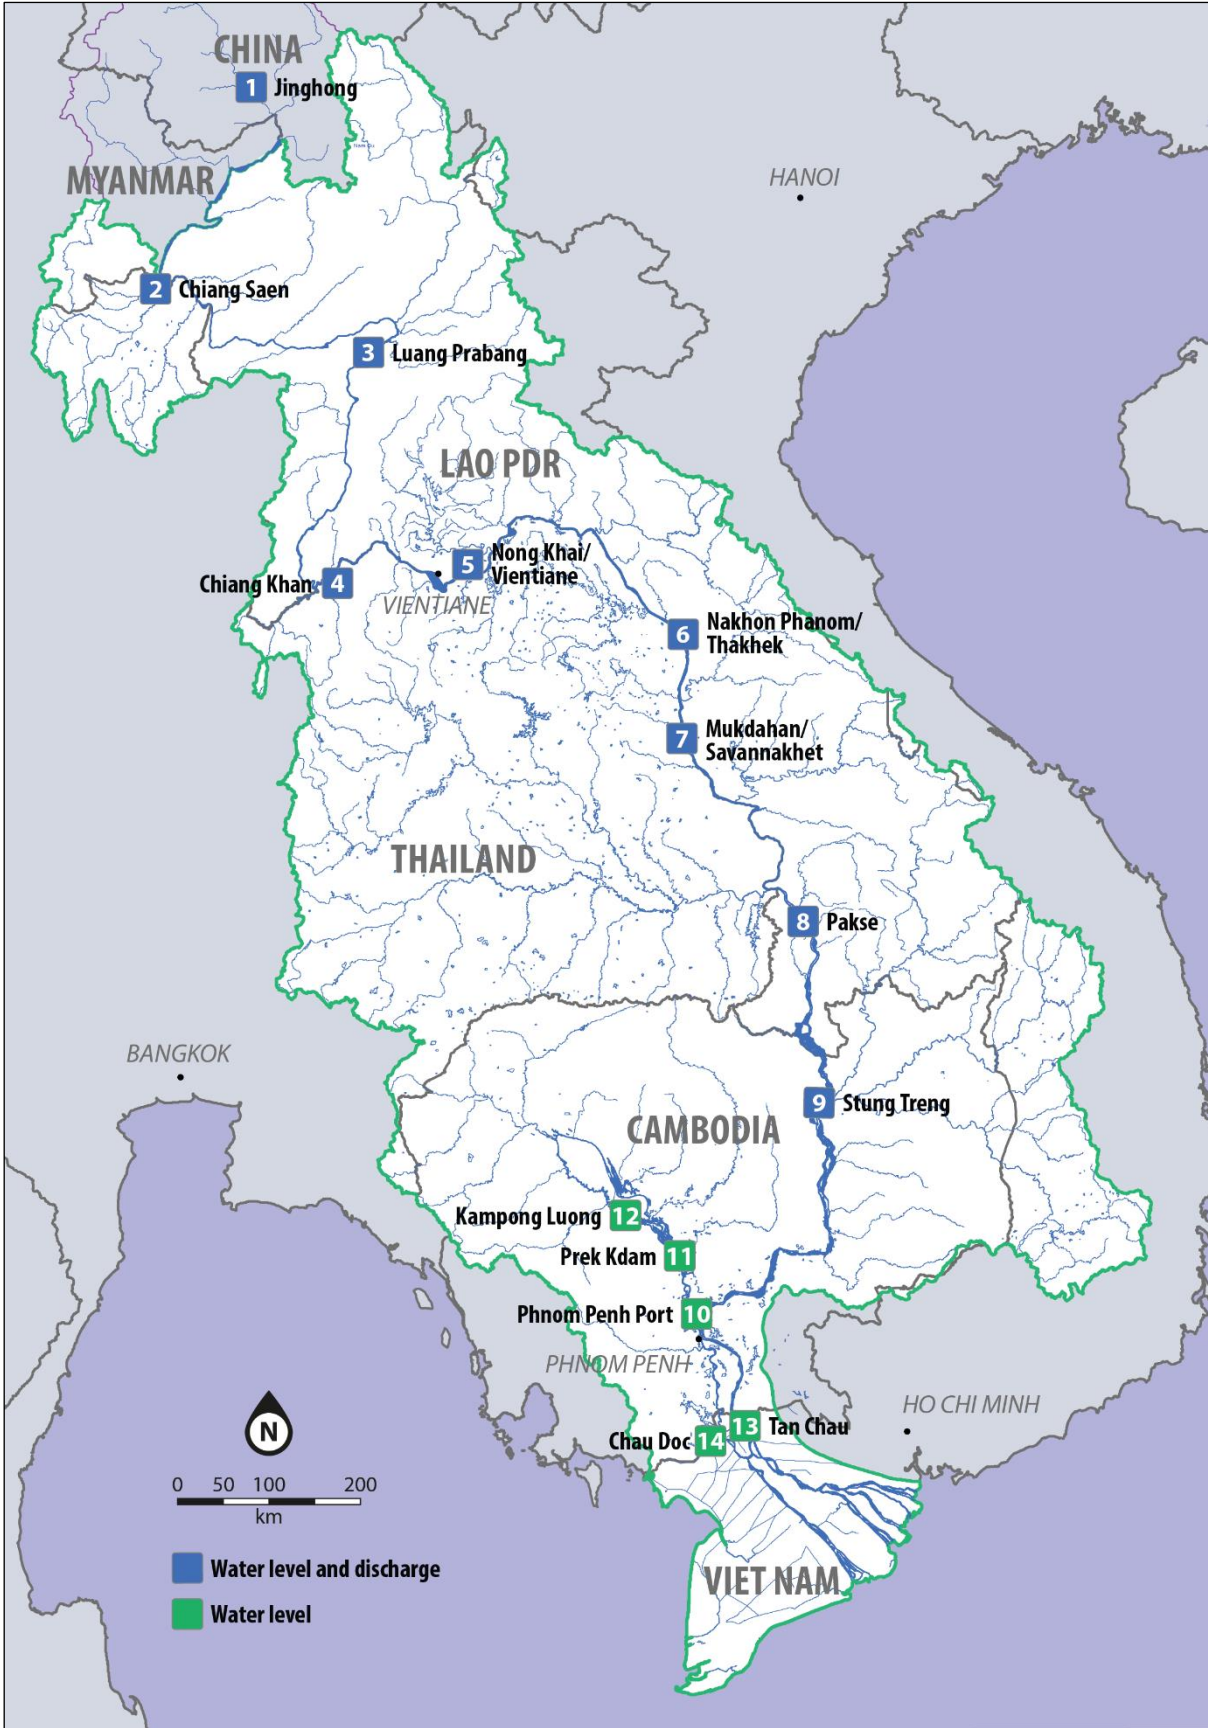 CHINA
1 Jinghong
MYANMAR
HANOI
2 Chiang Saen
3 Luang Prabang
LAO PDR
5 Nong Khai/
Vientiane
Chiang Khan 4
VIENTIANE
6 Nakhon Phanom/
Thakhek
7 Mukdahan/
Savannakhet
THAILAND
8 Pakse
BANGKOK
9 Stung Treng
CAMBODIA
Kampong Luong 12
Prek Kdam 11
Phnom Penh Port 10
PHNOM PENH
HO CHI MINH
13 Tan Chau
Chau Doc 14
N
0 50 100 200
km
Water level and discharge
VIET NAM
Water level